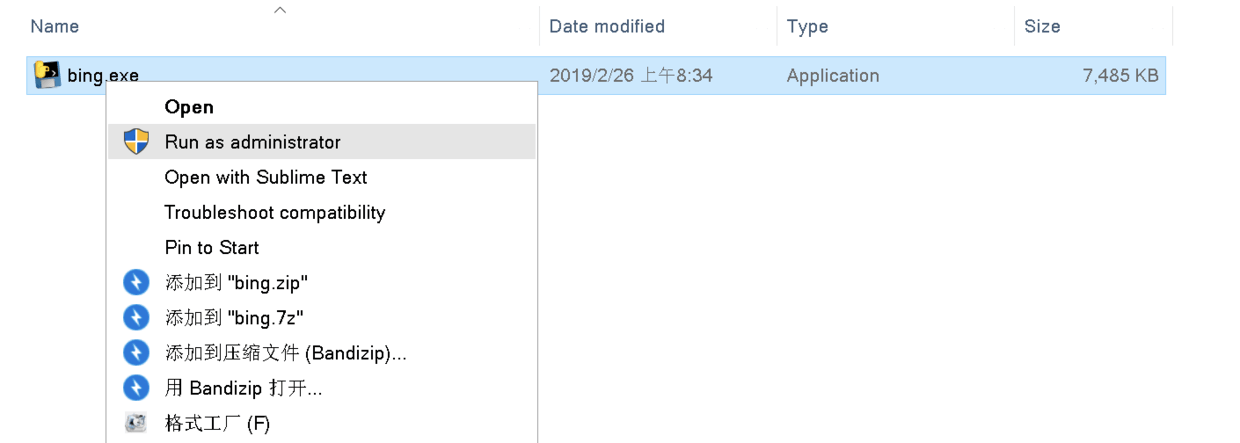 Name Date modified Type Size
bing.exe 2019/2/26 上午8:34 Application 7,485 KB
Open
Run as administrator
Open with Sublime Text
Troubleshoot compatibility
Pin to Start
添加到 "bing.zip"
添加到 "bing.7z"
添加到压缩文件 (Bandizip)...
用 Bandizip 打开...
格式工厂 (F)